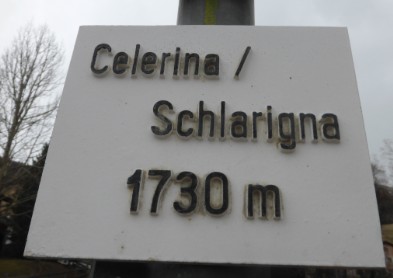 Celerina /
Schlarigna
1730 m